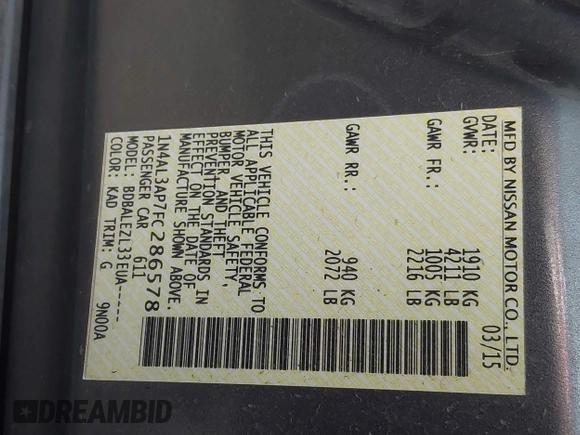 MFD BY NISSAN MOTOR CO., LTD.
DATE: 03/15
GVWR: 1910 KG
4211 LB
GAWR FR.: 1005 KG
2216 LB
GAWR RR.: 940 KG
2072 LB
THIS VEHICLE CONFORMS TO
ALL APPLICABLE FEDERAL
MOTOR VEHICLE SAFETY,
BUMPER, AND THEFT
PREVENTION STANDARDS IN
EFFECT ON THE DATE OF
MANUFACTURE SHOWN ABOVE.
1N4AL3AP7FC286578
PASSENGER CAR 611
MODEL: BDBALEZL33EUA-----
COLOR: KAD TRIM: G 9N00A
DREAMBID